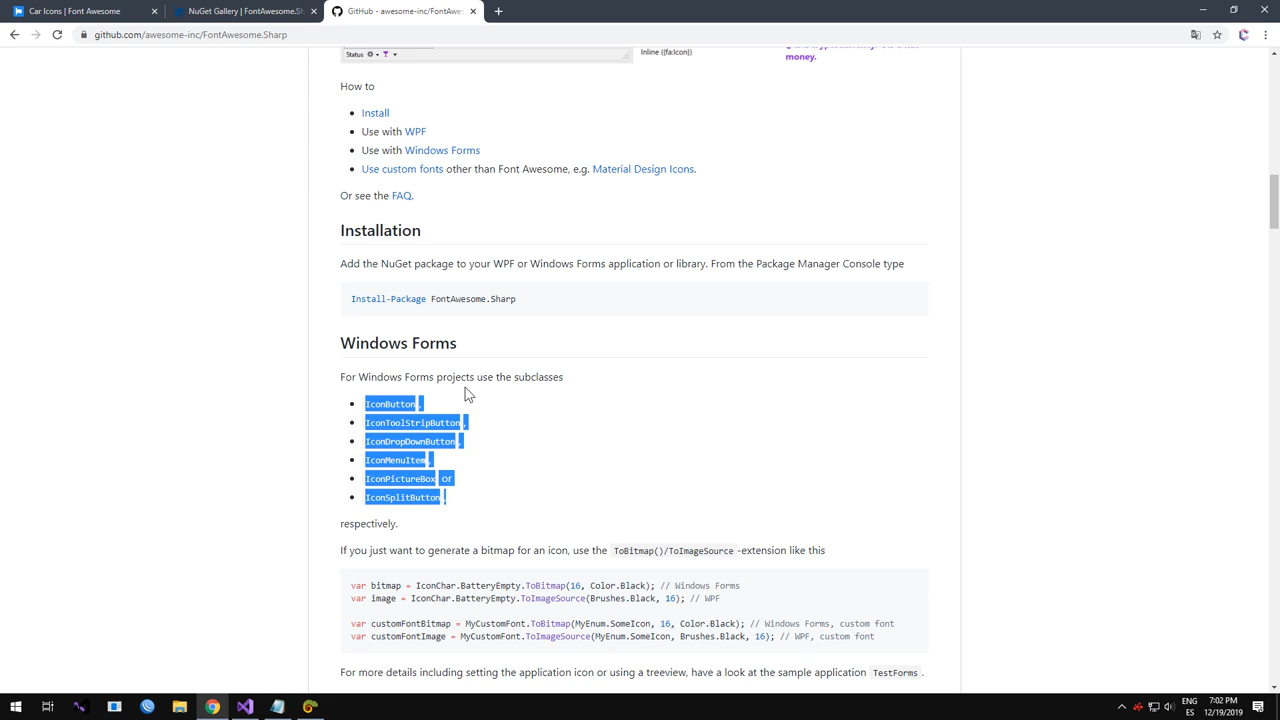 Car Icons | Font Awesome
NuGet Gallery | FontAwesome.Sh
GitHub - awesome-inc/FontAwes
github.com/awesome-inc/FontAwesome.Sharp
Status
Inline ({fa:Icon})
money.
How to
Install
Use with WPF
Use with Windows Forms
Use custom fonts other than Font Awesome, e.g. Material Design Icons.
Or see the FAQ.
Installation
Add the NuGet package to your WPF or Windows Forms application or library. From the Package Manager Console type
Install-Package FontAwesome.Sharp
Windows Forms
For Windows Forms projects use the subclasses
IconButton,
IconToolStripButton,
IconDropDownButton,
IconMenuItem,
IconPictureBox or
IconSplitButton,
respectively.
If you just want to generate a bitmap for an icon, use the ToBitmap()/ToImageSource-extension like this
var bitmap = IconChar.BatteryEmpty.ToBitmap(16, Color.Black); // Windows Forms
var image = IconChar.BatteryEmpty.ToImageSource(Brushes.Black, 16); // WPF
var customFontBitmap = MyCustomFont.ToBitmap(MyEnum.SomeIcon, 16, Color.Black); // Windows Forms, custom font
var customFontImage = MyCustomFont.ToImageSource(MyEnum.SomeIcon, Brushes.Black, 16); // WPF, custom font
For more details including setting the application icon or using a treeview, have a look at the sample application TestForms.
ENG
ES
7:02 PM
12/19/2019